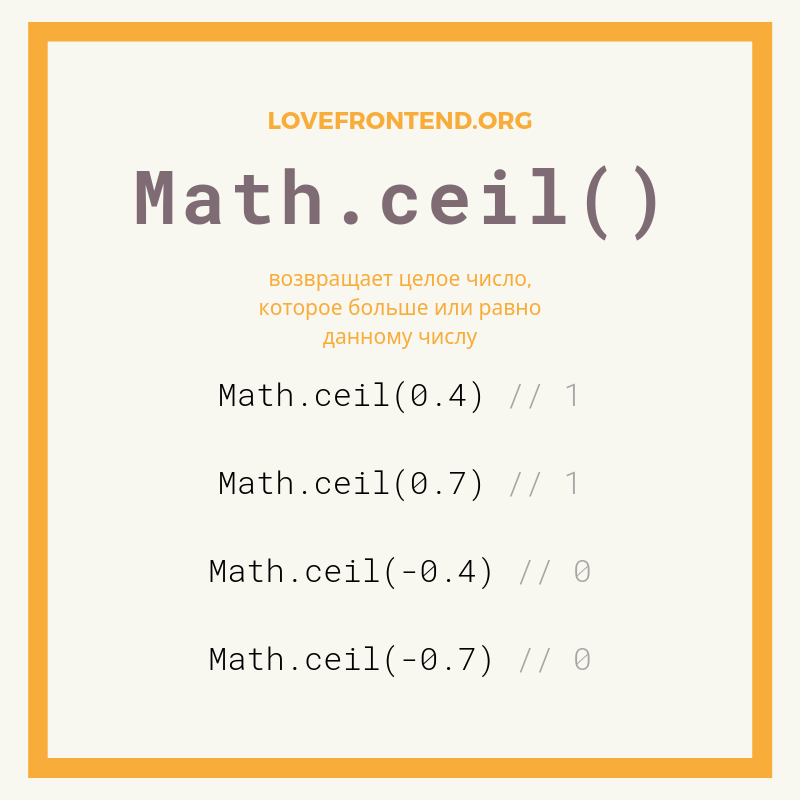 LOVEFRONTEND.ORG
Math.ceil()
возвращает целое число,
которое больше или равно
данному числу
Math.ceil(0.4) // 1
Math.ceil(0.7) // 1
Math.ceil(-0.4) // 0
Math.ceil(-0.7) // 0